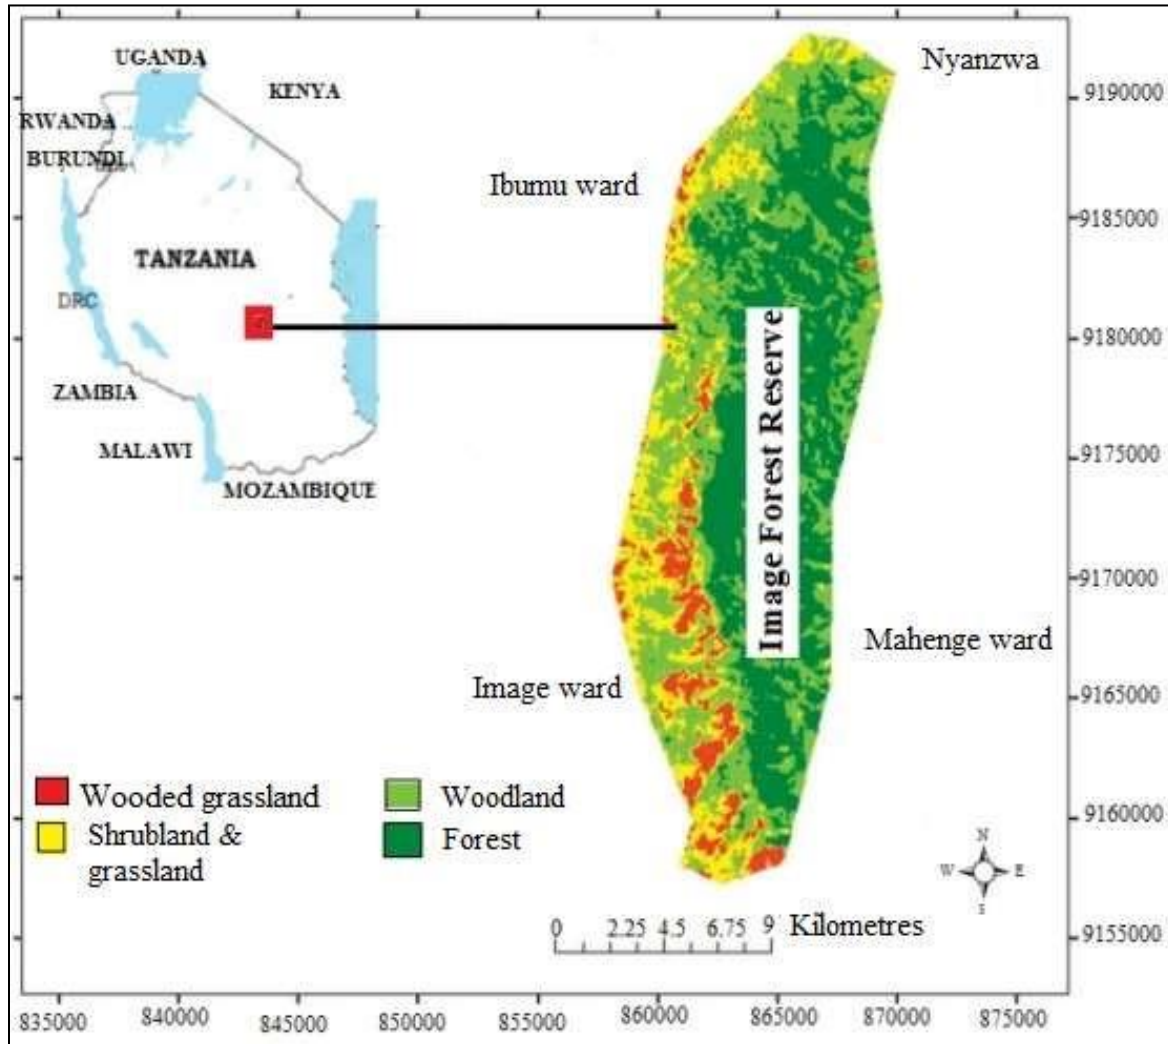 UGANDA
KENYA
RWANDA
BURUNDI
TANZANIA
DRC
ZAMBIA
MALAWI
MOZAMBIQUE
Nyanzwa
Ibumu ward
Image Forest Reserve
Mahenge ward
Image ward
Wooded grassland
Woodland
Shrubland &
grassland
Forest
N
W E
S
0 2.25 4.5 6.75 9 Kilometres
9190000
9185000
9180000
9175000
9170000
9165000
9160000
9155000
835000 840000 845000 850000 855000 860000 865000 870000 875000